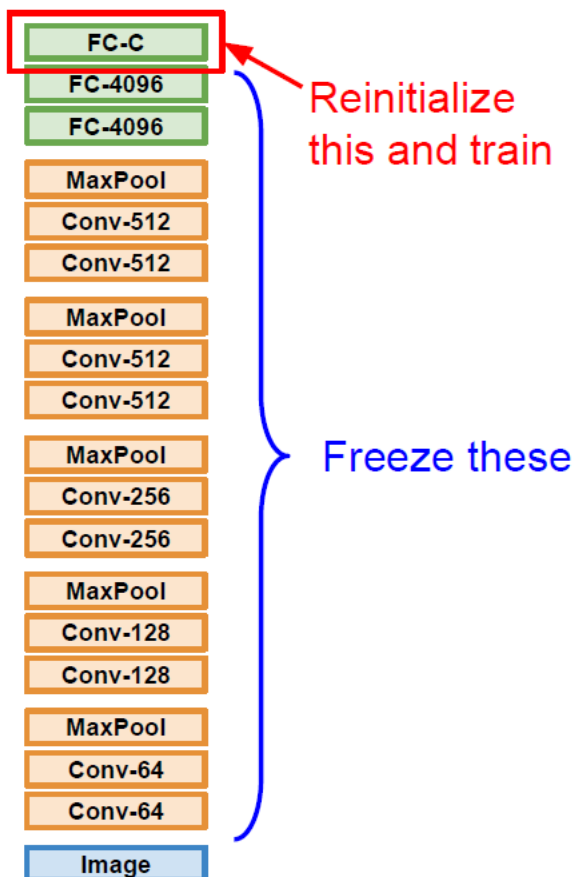 FC-C
FC-4096
FC-4096
Reinitialize
this and train
MaxPool
Conv-512
Conv-512
MaxPool
Conv-512
Conv-512
MaxPool
Conv-256
Conv-256
Freeze these
MaxPool
Conv-128
Conv-128
MaxPool
Conv-64
Conv-64
Image